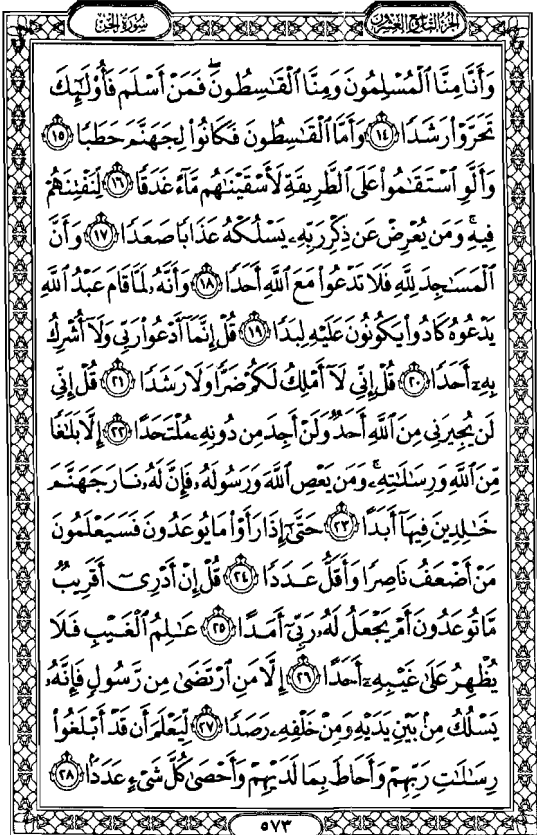 سُورَةُ الجِنّ
الجُزءُ التَّاسِعُ وَالعِشْرُونَ
وَأَنَّا مِنَّا ٱلْمُسْلِمُونَ وَمِنَّا ٱلْقَٰسِطُونَۖ فَمَنْ أَسْلَمَ فَأُوْلَٰٓئِكَ
تَحَرَّوْاْ رَشَدٗا ١٤ وَأَمَّا ٱلْقَٰسِطُونَ فَكَانُواْ لِجَهَنَّمَ حَطَبٗا ١٥
وَأَلَّوِ ٱسْتَقَٰمُواْ عَلَى ٱلطَّرِيقَةِ لَأَسْقَيْنَٰهُم مَّآءً غَدَقٗا ١٦ لِّنَفْتِنَهُمْ
فِيهِۚ وَمَن يُعْرِضْ عَن ذِكْرِ رَبِّهِۦ يَسْلُكْهُ عَذَابٗا صَعَدٗا ١٧ وَأَنَّ
ٱلْمَسَٰجِدَ لِلَّهِ فَلَا تَدْعُواْ مَعَ ٱللَّهِ أَحَدٗا ١٨ وَأَنَّهُۥ لَمَّا قَامَ عَبْدُ ٱللَّهِ
يَدْعُوهُ كَادُواْ يَكُونُونَ عَلَيْهِ لِبَدٗا ١٩ قُلْ إِنَّمَآ أَدْعُواْ رَبِّي وَلَآ أُشْرِكُ
بِهِۦٓ أَحَدٗا ٢٠ قُلْ إِنِّي لَآ أَمْلِكُ لَكُمْ ضَرّٗا وَلَا رَشَدٗا ٢١ قُلْ إِنِّي
لَن يُجِيرَنِي مِنَ ٱللَّهِ أَحَدٞ وَلَنْ أَجِدَ مِن دُونِهِۦ مُلْتَحَدًا ٢٢ إِلَّا بَلَٰغٗا
مِّنَ ٱللَّهِ وَرِسَٰلَٰتِهِۦۚ وَمَن يَعْصِ ٱللَّهَ وَرَسُولَهُۥ فَإِنَّ لَهُۥ نَارَ جَهَنَّمَ
خَٰلِدِينَ فِيهَآ أَبَدًا ٢٣ حَتَّىٰٓ إِذَا رَأَوْاْ مَا يُوعَدُونَ فَسَيَعْلَمُونَ
مَنْ أَضْعَفُ نَاصِرٗا وَأَقَلُّ عَدَدٗا ٢٤ قُلْ إِنْ أَدْرِيٓ أَقَرِيبٞ
مَّا تُوعَدُونَ أَمْ يَجْعَلُ لَهُۥ رَبِّيٓ أَمَدًا ٢٥ عَٰلِمُ ٱلْغَيْبِ فَلَا
يُظْهِرُ عَلَىٰ غَيْبِهِۦٓ أَحَدًا ٢٦ إِلَّا مَنِ ٱرْتَضَىٰ مِن رَّسُولٖ فَإِنَّهُۥ
يَسْلُكُ مِنۢ بَيْنِ يَدَيْهِ وَمِنْ خَلْفِهِۦ رَصَدٗا ٢٧ لِّيَعْلَمَ أَن قَدْ أَبْلَغُواْ
رِسَٰلَٰتِ رَبِّهِمْ وَأَحَاطَ بِمَا لَدَيْهِمْ وَأَحْصَىٰ كُلَّ شَيْءٍ عَدَدَۢا ٢٨
٥٧٣